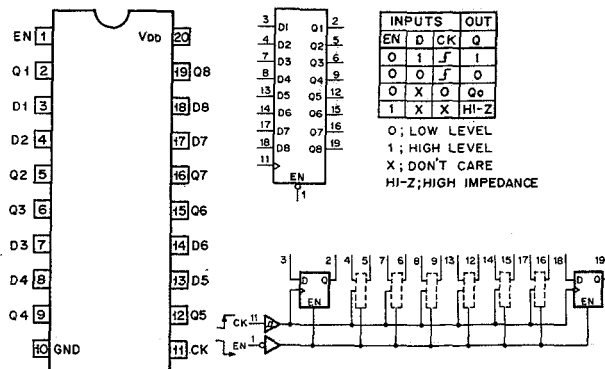 EN 1 VDD 20
Q1 2 19 Q8
D1 3 18 D8
D2 4 17 D7
Q2 5 16 Q7
Q3 6 15 Q6
D3 7 14 D6
D4 8 13 D5
Q4 9 12 Q5
10 GND 11 CK
3 D1 Q1 2
4 D2 Q2 5
7 D3 Q3 6
8 D4 Q4 9
13 D5 Q5 12
14 D6 Q6 15
17 D7 Q7 16
18 D8 Q8 19
11
EN
1
INPUTS OUT
EN D CK Q
0 1 1
0 0 0
0 X 0 Qo
1 X X HI-Z
O; LOW LEVEL
1 ; HIGH LEVEL
X ; DON'T CARE
HI-Z;HIGH IMPEDANCE
3 2 4 5 7 6 8 9 13 12 14 15 17 16 18 19
D Q D Q
EN EN
CK 11
EN 1